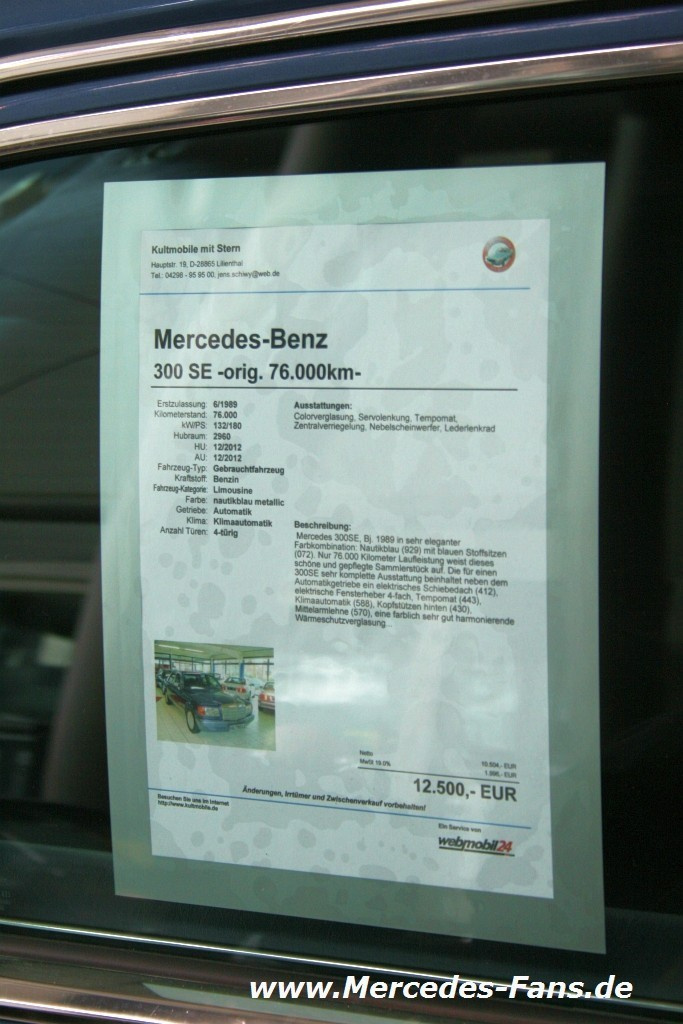 Kultmobile mit Stern
Hauptstr. 19, D-28865 Lilienthal
Tel.: 04298 - 95 95 00, jens.schiwy@web.de
Mercedes-Benz
300 SE -orig. 76.000km-
Erstzulassung: 6/1989
Kilometerstand: 76.000
kW/PS: 132/180
Hubraum: 2960
HU: 12/2012
AU: 12/2012
Fahrzeug-Typ: Gebrauchtfahrzeug
Kraftstoff: Benzin
Fahrzeug-Kategorie: Limousine
Farbe: nautikblau metallic
Getriebe: Automatik
Klima: Klimaautomatik
Anzahl Türen: 4-türig
Ausstattungen:
Colorverglasung, Servolenkung, Tempomat,
Zentralverriegelung, Nebelscheinwerfer, Lederlenkrad
Beschreibung:
Mercedes 300SE, Bj. 1989 in sehr eleganter
Farbkombination: Nautikblau (929) mit blauen Stoffsitzen
(072). Nur 76.000 Kilometer Laufleistung weist dieses
schöne und gepflegte Sammlerstück auf. Die für einen
300SE sehr komplette Ausstattung beinhaltet neben dem
Automatikgetriebe ein elektrisches Schiebedach (412),
elektrische Fensterheber 4-fach, Tempomat (443),
Klimaautomatik (588), Kopfstützen hinten (430),
Mittelarmlehne (570), eine farblich sehr gut harmonierende
Wärmeschutzverglasung...
Netto 10.504,- EUR
MwSt 19.0% 1.996,- EUR
12.500,- EUR
Änderungen, Irrtümer und Zwischenverkauf vorbehalten!
Besuchen Sie uns im Internet
http://www.kultmobile.de
Ein Service von
webmobil24
www.Mercedes-Fans.de